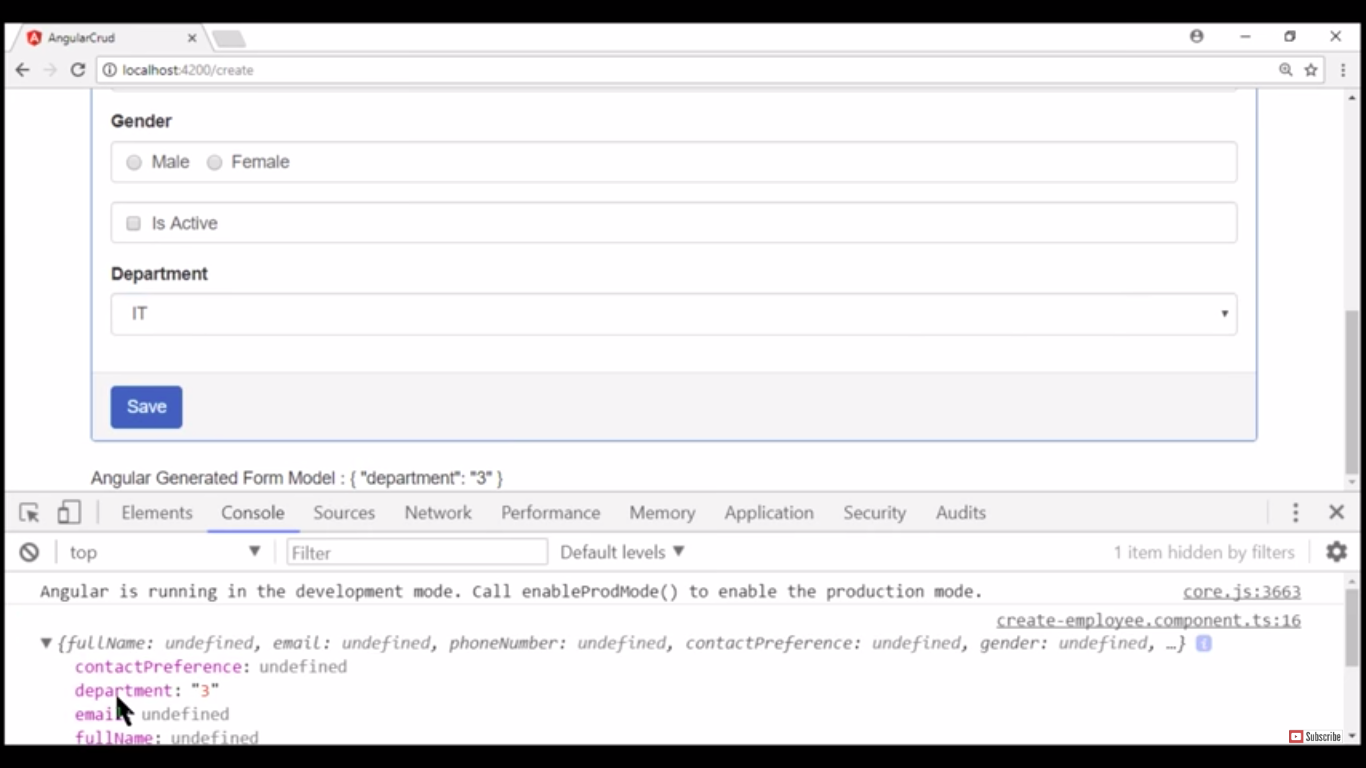 AngularCrud
localhost:4200/create
Gender
Male Female
Is Active
Department
IT
Save
Angular Generated Form Model : { "department": "3" }
Elements Console Sources Network Performance Memory Application Security Audits
top Filter Default levels 1 item hidden by filters
Angular is running in the development mode. Call enableProdMode() to enable the production mode. core.js:3663
create-employee.component.ts:16
{fullName: undefined, email: undefined, phoneNumber: undefined, contactPreference: undefined, gender: undefined, …}
contactPreference: undefined
department: "3"
email: undefined
fullName: undefined
Subscribe